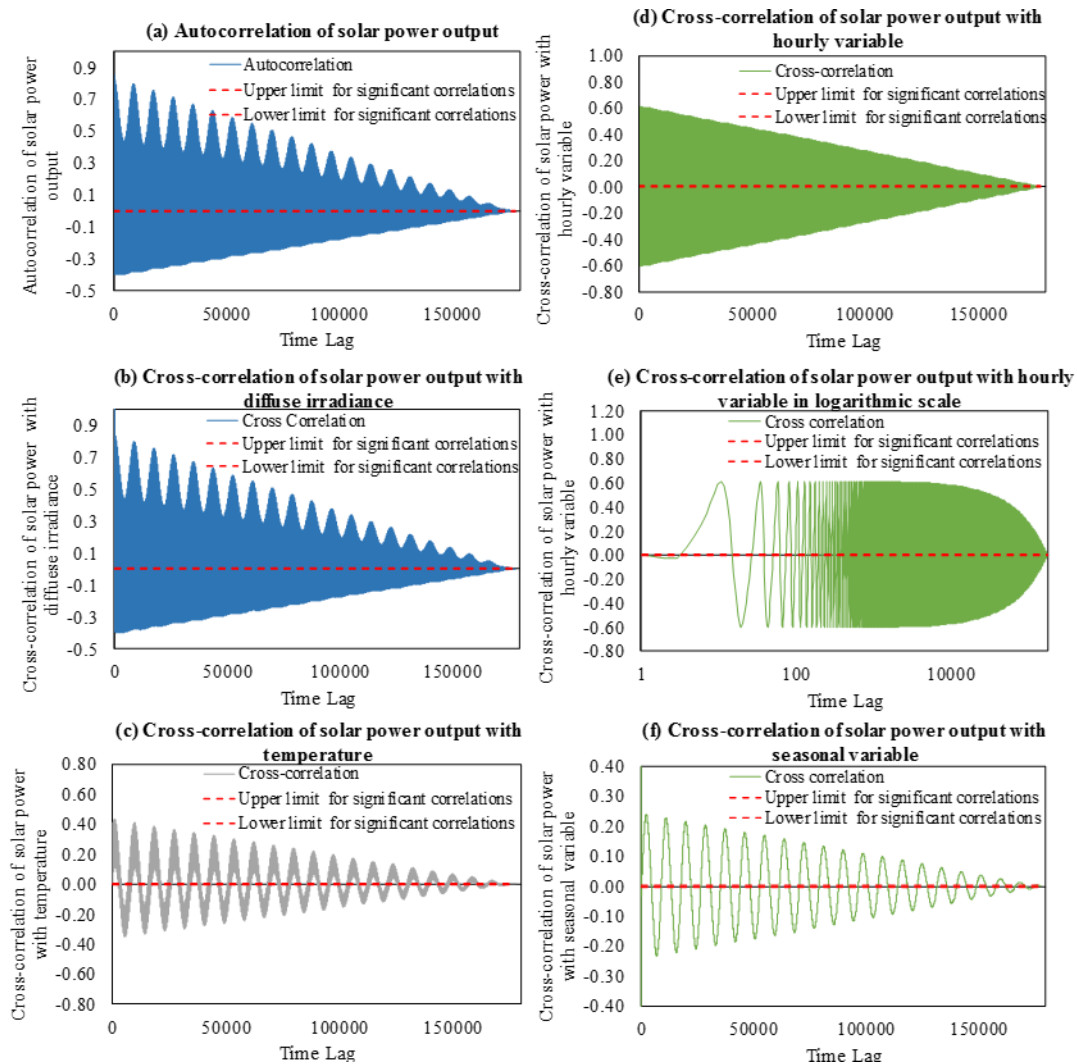 (a) Autocorrelation of solar power output
Autocorrelation of solar power
output
0.9
0.7
0.5
0.3
0.1
-0.1
-0.3
-0.5
Autocorrelation
Upper limit for significant correlations
Lower limit for significant correlations
0
50000
100000
150000
Time Lag
(b) Cross-correlation of solar power output with
diffuse irradiance
Cross-correlation of solar power with
diffuese irradiance
0.9
0.7
0.5
0.3
0.1
-0.1
-0.3
-0.5
Cross Correlation
Upper limit for significant correlations
Lower limit for significant correlations
0
50000
100000
150000
Time Lag
(c) Cross-correlation of solar power output with
temperature
Cross-correlation of solar power
with temperature
0.80
0.60
0.40
0.20
0.00
-0.20
-0.40
-0.60
-0.80
Cross-correlation
Upper limit for significant correlations
Lower limit for significant correlations
0
50000
100000
150000
Time Lag
(d) Cross-correlation of solar power output with
hourly variable
Cross-correlation of solar power with
hourly variable
1.00
0.80
0.60
0.40
0.20
0.00
-0.20
-0.40
-0.60
-0.80
Cross-correlation
Upper limit for significant correlations
Lower limit for significant correlations
0
50000
100000
150000
Time Lag
(e) Cross-correlation of solar power output with hourly
variable in logarithmic scale
Cross-correlation of solar power with
hourly variable
1.20
1.00
0.80
0.60
0.40
0.20
0.00
-0.20
-0.40
-0.60
-0.80
Cross correlation
Upper limit for significant correlations
Lower limit for significant correlations
1
100
10000
Time Lag
(f) Cross-correlation of solar power output with
seasonal variable
Cross-correlation of solar power
with seasonal variable
0.40
0.30
0.20
0.10
0.00
-0.10
-0.20
-0.30
-0.40
Cross correlation
Upper limit for significant correlations
Lower limit for significant correlations
0
50000
100000
150000
Time Lag